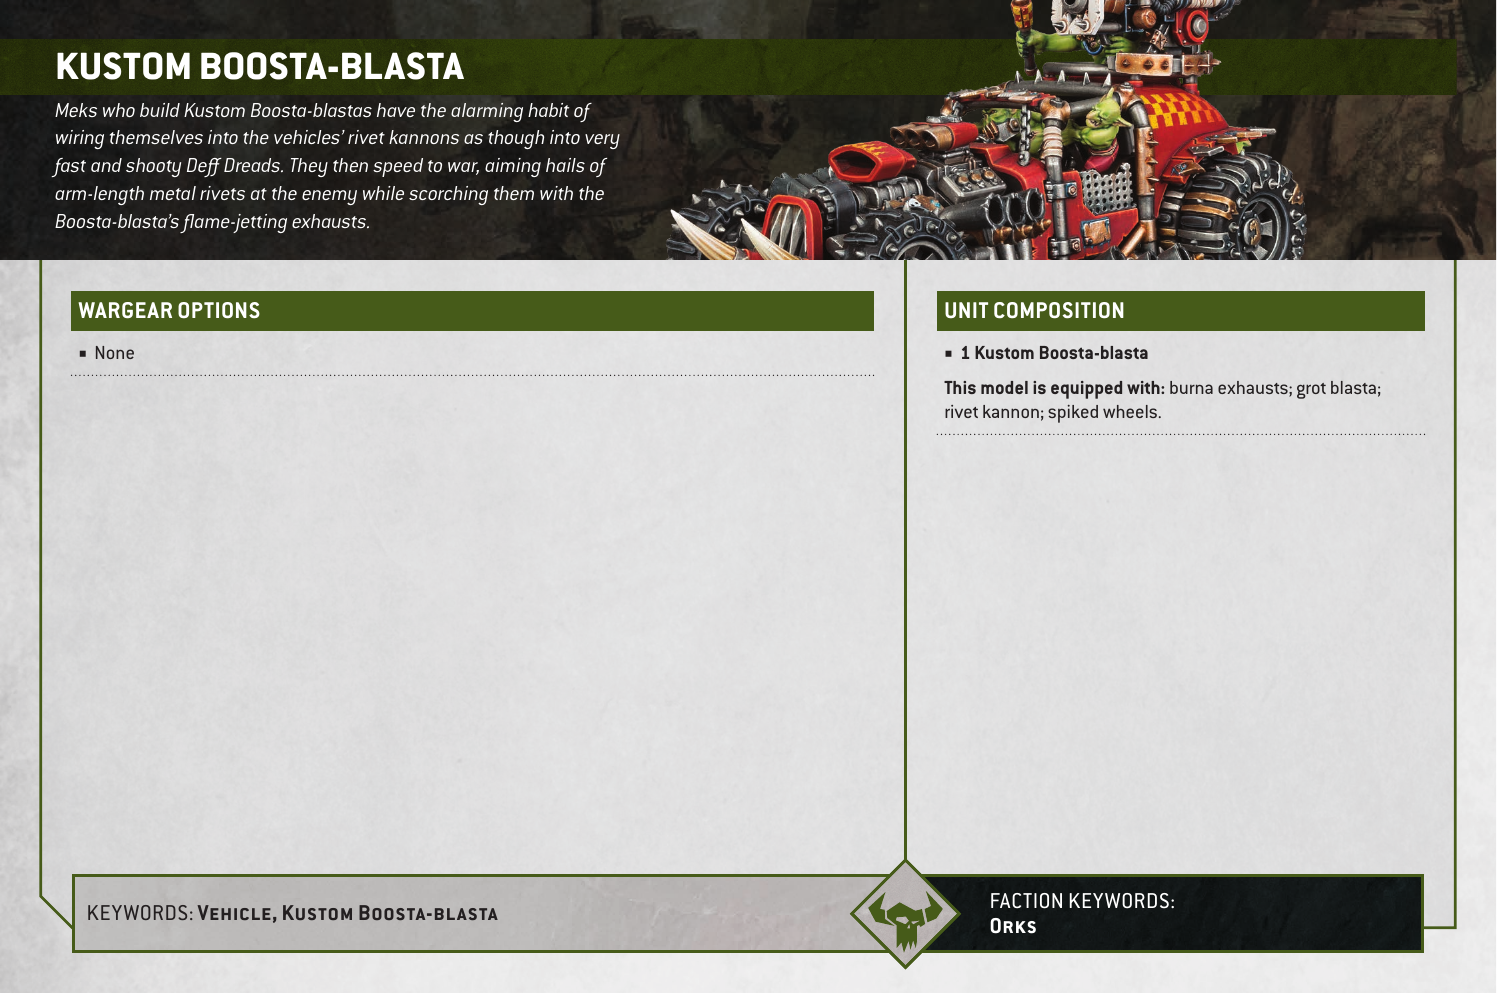 KUSTOM BOOSTA-BLASTA
Meks who build Kustom Boosta-blastas have the alarming habit of
wiring themselves into the vehicles’ rivet kannons as though into very
fast and shooty Deff Dreads. They then speed to war, aiming hails of
arm-length metal rivets at the enemy while scorching them with the
Boosta-blasta’s flame-jetting exhausts.
WARGEAR OPTIONS
▪ None
UNIT COMPOSITION
▪ 1 Kustom Boosta-blasta
This model is equipped with: burna exhausts; grot blasta;
rivet kannon; spiked wheels.
KEYWORDS: Vehicle, Kustom Boosta-blasta
FACTION KEYWORDS:
Orks